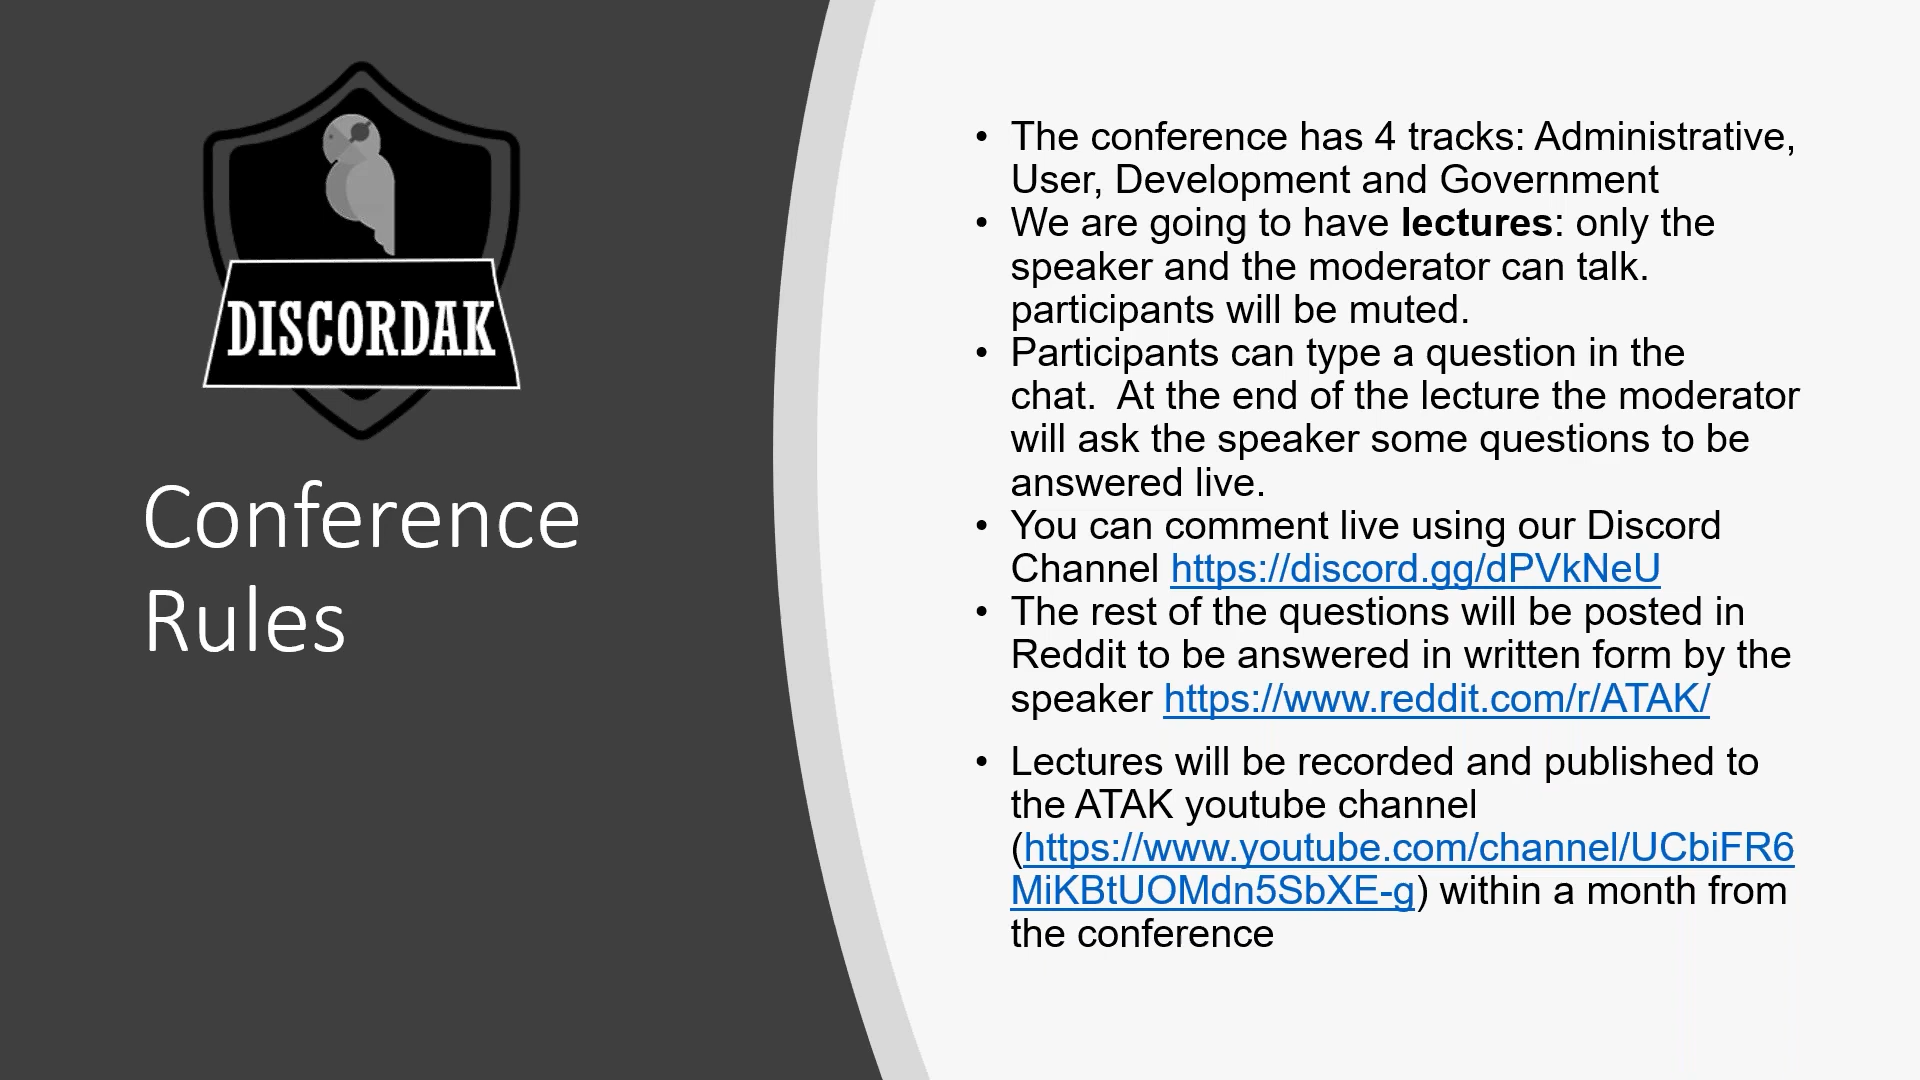 DISCORDAK
Conference
Rules
• The conference has 4 tracks: Administrative,
User, Development and Government
• We are going to have lectures: only the
speaker and the moderator can talk.
participants will be muted.
• Participants can type a question in the
chat.  At the end of the lecture the moderator
will ask the speaker some questions to be
answered live.
• You can comment live using our Discord
Channel https://discord.gg/dPVkNeU
• The rest of the questions will be posted in
Reddit to be answered in written form by the
speaker https://www.reddit.com/r/ATAK/
• Lectures will be recorded and published to
the ATAK youtube channel
(https://www.youtube.com/channel/UCbiFR6
MiKBtUOMdn5SbXE-g) within a month from
the conference